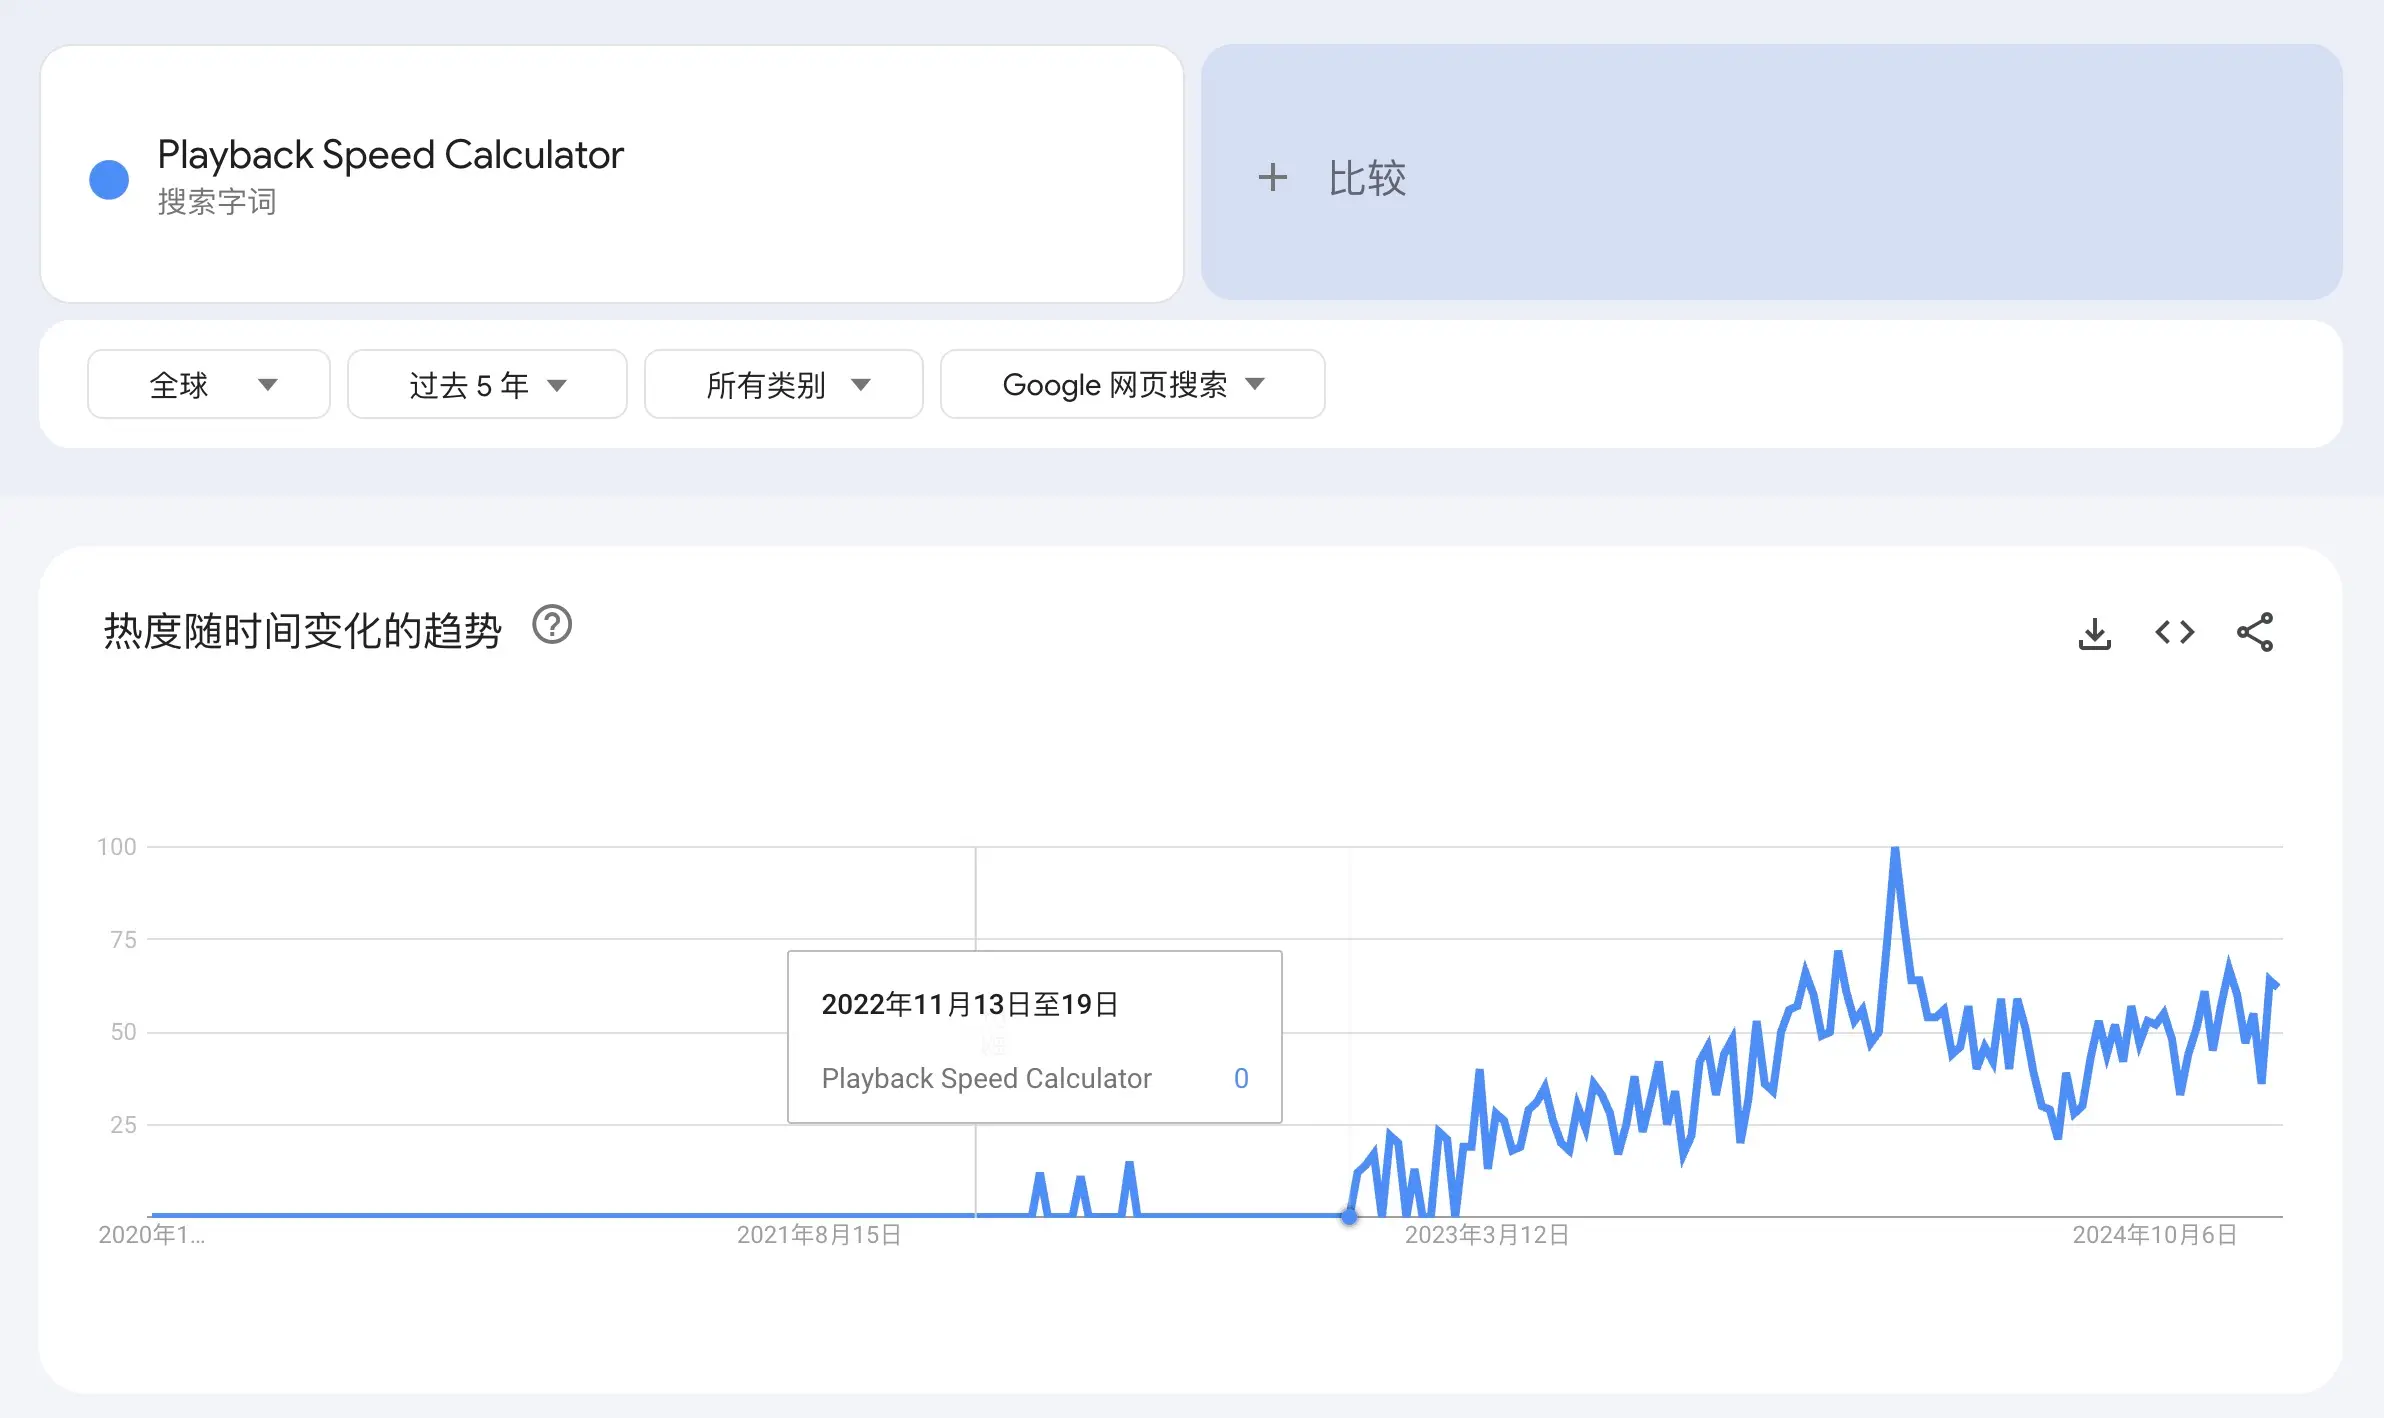 Playback Speed Calculator
搜索字词
+ 比较
全球
过去 5 年
所有类别
Google 网页搜索
热度随时间变化的趋势
100
75
50
25
2022年11月13日至19日
Playback Speed Calculator 0
2020年1...
2021年8月15日
2023年3月12日
2024年10月6日